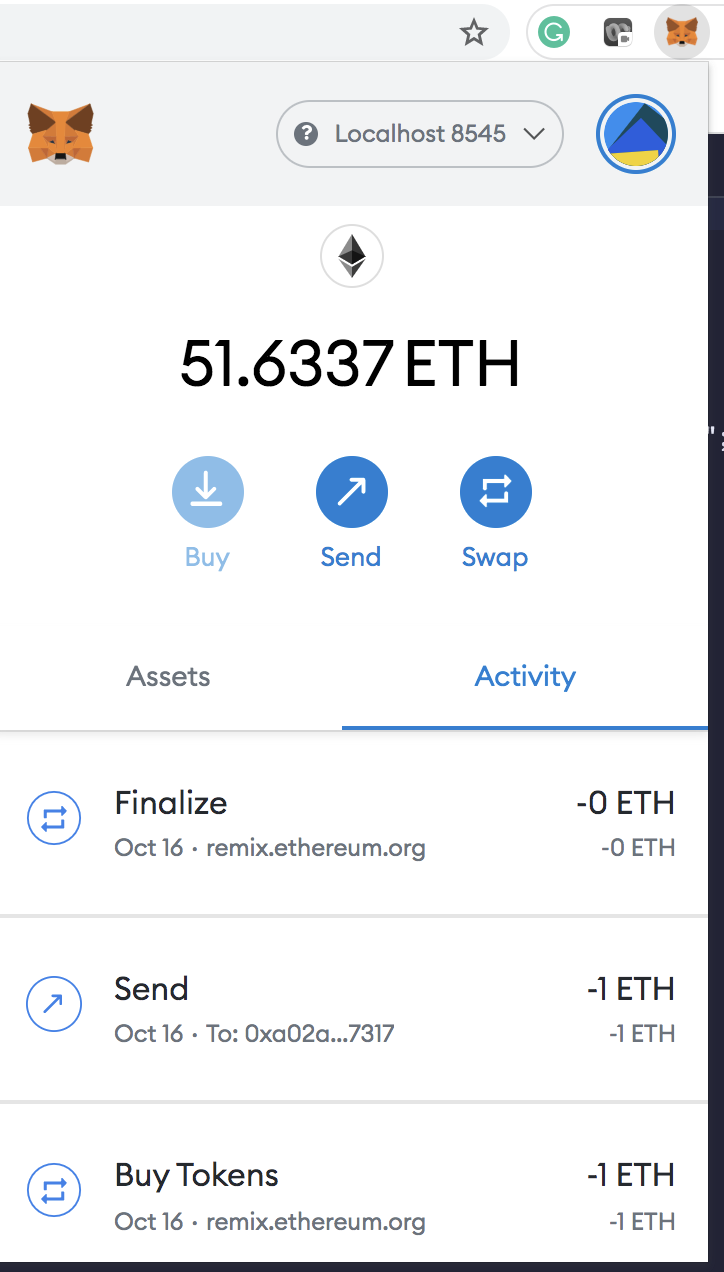 Localhost 8545
51.6337 ETH
Buy
Send
Swap
Assets
Activity
Finalize
-0 ETH
Oct 16 · remix.ethereum.org
-0 ETH
Send
-1 ETH
Oct 16 · To: 0xa02a...7317
-1 ETH
Buy Tokens
-1 ETH
Oct 16 · remix.ethereum.org
-1 ETH